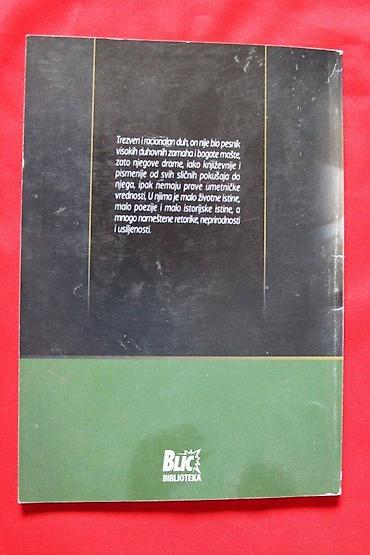 Trezven i racionalan duh, on nije bio pesnik
visokih duhovnih zamaha i bogate mašte,
zato njegove drame, iako književnije i
pismenije od svih sličnih pokušaja do
njega, ipak nemaju prave umetničke
vrednosti. U njima je malo životne istine,
malo poezije i malo istorijske istine, a
mnogo nameštene retorike, neprirodnosti
i usiljenosti.
BLIC
BIBLIOTEKA